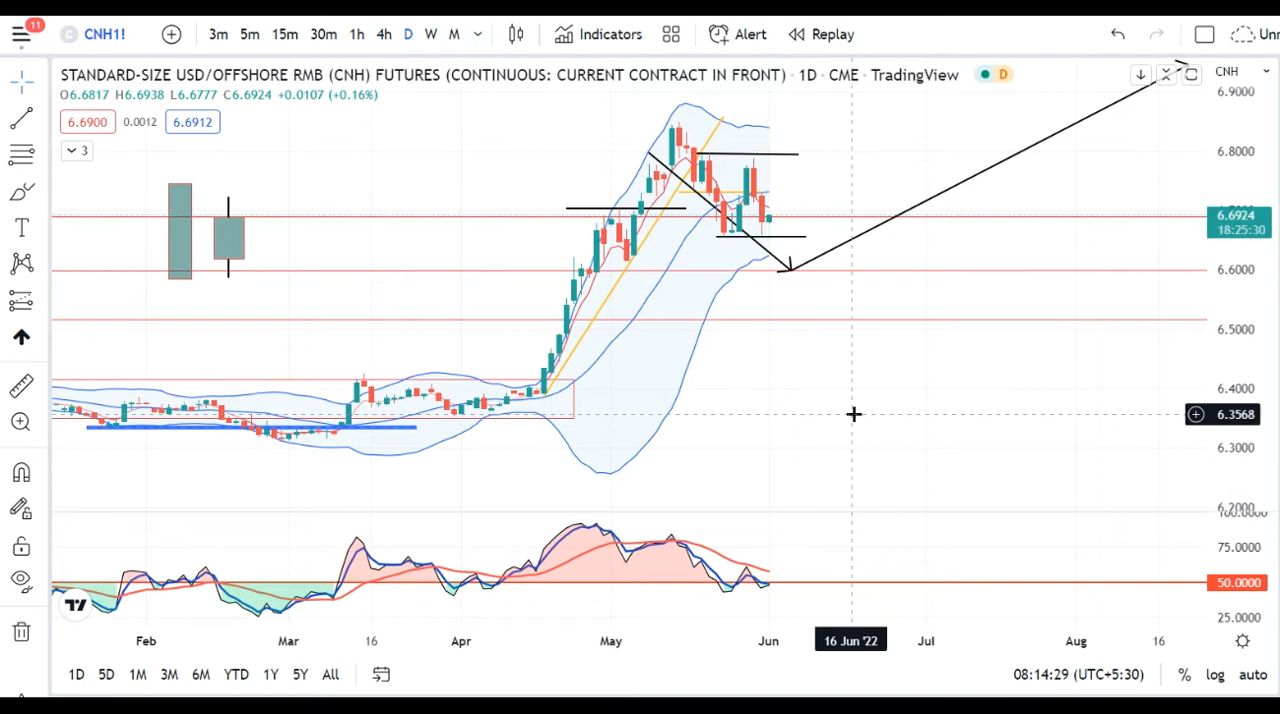 11
C CNH1! 3m 5m 15m 30m 1h 4h D W M Indicators Alert Replay
STANDARD-SIZE USD/OFFSHORE RMB (CNH) FUTURES (CONTINUOUS: CURRENT CONTRACT IN FRONT) · 1D · CME · TradingView D CNH
O6.6817 H6.6938 L6.6777 C6.6924 +0.0107 (+0.16%)
6.6900 0.0012 6.6912
3
6.9000
6.8000
6.6924
18:25:30
6.6000
6.5000
6.4000
6.3568
6.3000
75.0000
50.0000
25.0000
Feb Mar 16 Apr May Jun 16 Jun '22 Jul Aug 16
1D 5D 1M 3M 6M YTD 1Y 5Y All 08:14:29 (UTC+5:30) % log auto